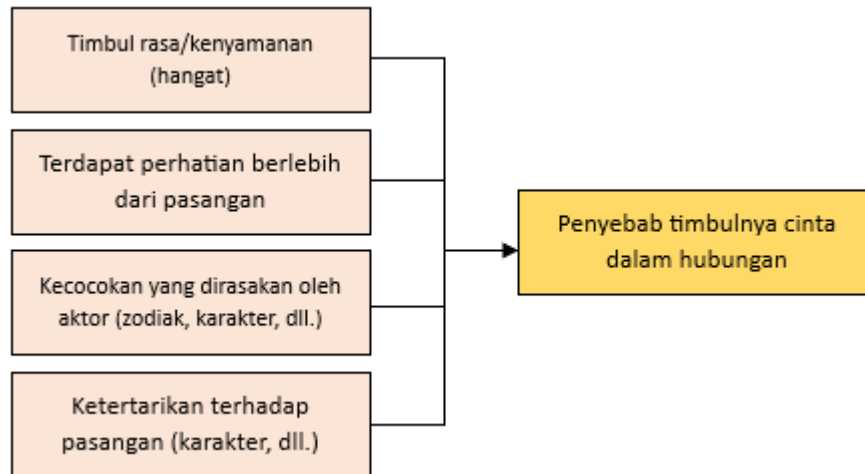 Timbul rasa/kenyamanan
(hangat)
Terdapat perhatian berlebih
dari pasangan
Kecocokan yang dirasakan oleh
aktor (zodiak, karakter, dll.)
Ketertarikan terhadap
pasangan (karakter, dll.)
Penyebab timbulnya cinta
dalam hubungan